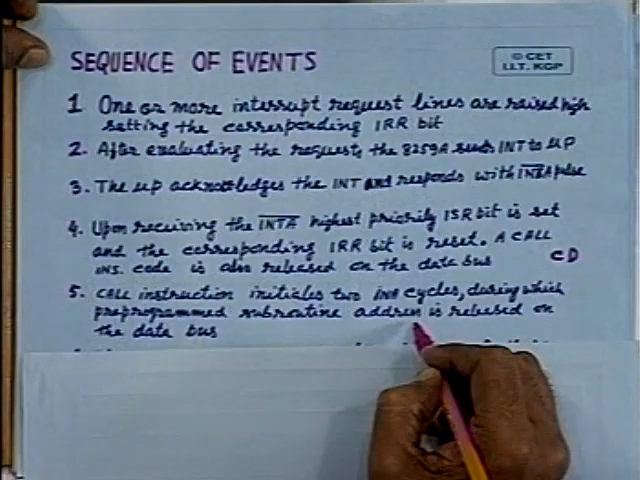 SEQUENCE OF EVENTS
© CET
I.I.T. KGP
1 One or more interrupt request lines are raised high
setting the corresponding IRR bit
2. After evaluating the requests the 8259A sends INT to µP
3. The µp acknowledges the INT and responds with INTA pulse
4. Upon receiving the INTA highest priority ISR bit is set
and the corresponding IRR bit is reset. A CALL
INS. code is also released on the data bus CD
5. CALL instruction initiates two INA cycles, during which
preprogrammed subroutine address is released on
the data bus